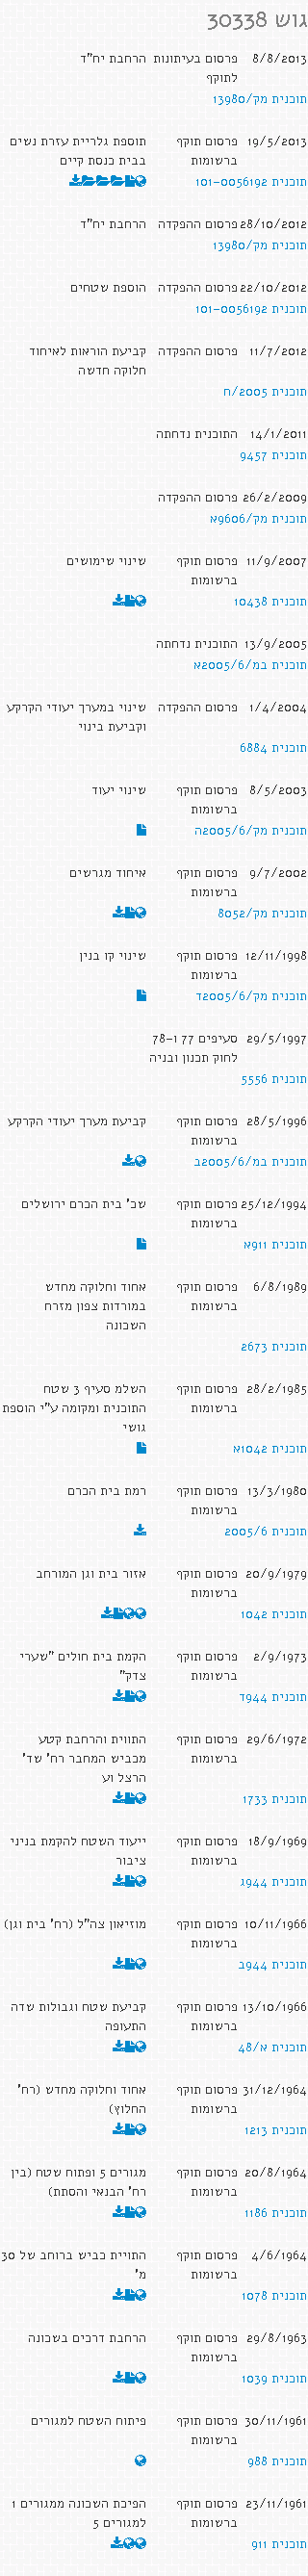 גוש 30338
8/8/2013 פרסום בעיתונות הרחבת יח"ד
לתוקף
תוכנית מק/13980
19/5/2013 פרסום תוקף תוספת גלריית עזרת נשים
ברשומות בבית כנסת קיים
תוכנית 101-0056192
28/10/2012 פרסום ההפקדה הרחבת יח"ד
תוכנית מק/13980
22/10/2012 פרסום ההפקדה הוספת שטחים
תוכנית 101-0056192
11/7/2012 פרסום ההפקדה קביעת הוראות לאיחוד
חלוקה חדשה
תוכנית 2005/ח
14/1/2011 התוכנית נדחתה
תוכנית 9457
26/2/2009 פרסום ההפקדה
תוכנית מק/9606א
11/9/2007 פרסום תוקף שינוי שימושים
ברשומות
תוכנית 10438
13/9/2005 התוכנית נדחתה
תוכנית במ/2005/6א
1/4/2004 פרסום ההפקדה שינוי במערך יעודי הקרקע
וקביעת בינוי
תוכנית 6884
8/5/2003 פרסום תוקף שינוי יעוד
ברשומות
תוכנית מק/2005/6ה
9/7/2002 פרסום תוקף איחוד מגרשים
ברשומות
תוכנית מק/8052
12/11/1998 פרסום תוקף שינוי קו בנין
ברשומות
תוכנית מק/2005/6ד
29/5/1997 סעיפים 77 ו-78
לחוק תכנון ובניה
תוכנית 5556
28/5/1996 פרסום תוקף קביעת מערך יעודי הקרקע
ברשומות
תוכנית במ/2005/6ב
25/12/1994 פרסום תוקף שכ' בית הכרם ירושלים
ברשומות
תוכנית 911א
6/8/1989 פרסום תוקף אחוד וחלוקה מחדש
ברשומות במורדות צפון מזרח
השכונה
תוכנית 2673
28/2/1985 פרסום תוקף השלמ סעיף 3 שטח
ברשומות התוכנית ומקומה ע"י הוספת
גושי
תוכנית 1042א
13/3/1980 פרסום תוקף רמת בית הכרם
ברשומות
תוכנית 2005/6
20/9/1979 פרסום תוקף אזור בית וגן המורחב
ברשומות
תוכנית 1042
2/9/1973 פרסום תוקף הקמת בית חולים "שערי
ברשומות צדק"
תוכנית 944ד
29/6/1972 פרסום תוקף התווית והרחבת קטע
ברשומות מכביש המחבר רח' שד'
הרצל וע
תוכנית 1733
18/9/1969 פרסום תוקף ייעוד השטח להקמת בניני
ברשומות ציבור
תוכנית 944ג
10/11/1966 פרסום תוקף מוזיאון צה"ל (רח' בית וגן)
ברשומות
תוכנית 944ב
13/10/1966 פרסום תוקף קביעת שטח וגבולות שדה
ברשומות התעופה
תוכנית א/48
31/12/1964 פרסום תוקף אחוד וחלוקה מחדש (רח'
ברשומות החלוץ)
תוכנית 1213
20/8/1964 פרסום תוקף מגורים 5 ופתוח שטח (בין
ברשומות רח' הבנאי והסתת)
תוכנית 1186
4/6/1964 פרסום תוקף התויית כביש ברוחב של 30
ברשומות מ'
תוכנית 1078
29/8/1963 פרסום תוקף הרחבת דרכים בשכונה
ברשומות
תוכנית 1039
30/11/1961 פרסום תוקף פיתוח השטח למגורים
ברשומות
תוכנית 988
23/11/1961 פרסום תוקף הפיכת השכונה ממגורים 1
ברשומות למגורים 5
תוכנית 911